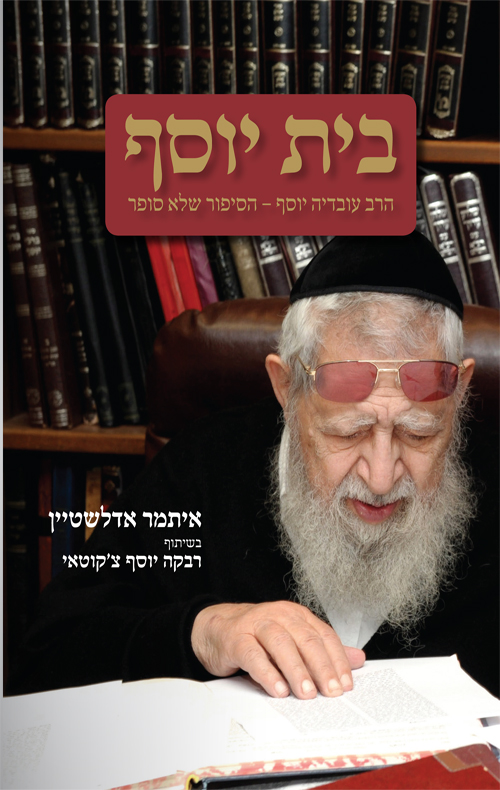 בית יוסף
הרב עובדיה יוסף – הסיפור שלא סופר
איתמר אדלשטיין
בשיתוף
רבקה יוסף צ'קוטאי